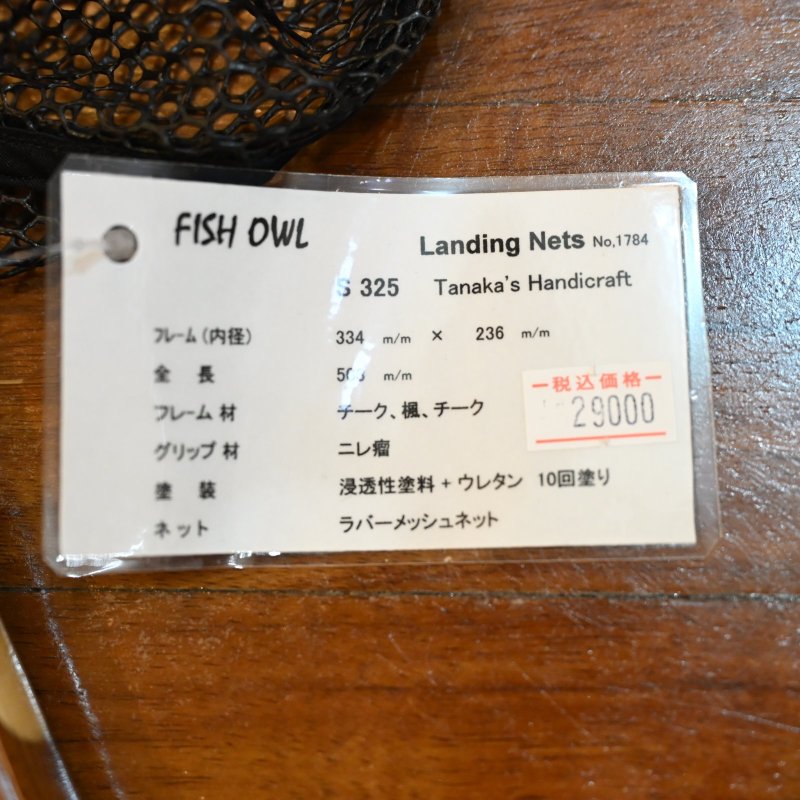 FISH OWL
Landing Nets No,1784
S 325 Tanaka's Handicraft
フレーム(内径) 334 m/m × 236 m/m
全長 m/m
フレーム材 チーク、楓、チーク
グリップ材 ニレ瘤
塗装 浸透性塗料+ウレタン 10回塗り
ネット ラバーメッシュネット
税込価格
29000